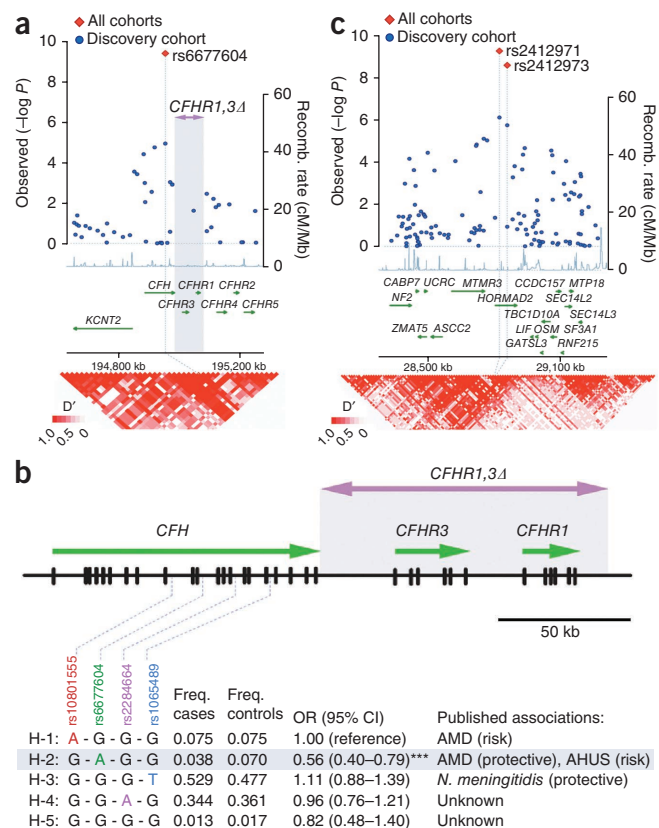 a
All cohorts
Discovery cohort
10
8
6
4
2
0
Observed (–log P)
rs6677604
CFHR1,3Δ
60
40
20
0
Recomb. rate (cM/Mb)
CFH CFHR1 CFHR2
CFHR3 CFHR4 CFHR5
KCNT2
194,800 kb 195,200 kb
D'
1.0
0.5
0
c
All cohorts
Discovery cohort
10
8
6
4
2
0
Observed (–log P)
rs2412971
rs2412973
60
40
20
0
Recomb. rate (cM/Mb)
CABP7 UCRC MTMR3 CCDC157 MTP18
NF2 HORMAD2 SEC14L2
TBC1D10A SEC14L3
ZMAT5 ASCC2 LIF OSM SF3A1
GATSL3 RNF215
28,500 kb 29,100 kb
D'
1.0
0.5
0
b
CFHR1,3Δ
CFH CFHR3 CFHR1
50 kb
rs10801555 rs6677604 rs2284664 rs1065489
Freq. cases Freq. controls OR (95% CI) Published associations:
H-1: A - G - G - G 0.075 0.075 1.00 (reference) AMD (risk)
H-2: G - A - G - G 0.038 0.070 0.56 (0.40–0.79)*** AMD (protective), AHUS (risk)
H-3: G - G - G - T 0.529 0.477 1.11 (0.88–1.39) N. meningitidis (protective)
H-4: G - G - A - G 0.344 0.361 0.96 (0.76–1.21) Unknown
H-5: G - G - G - G 0.013 0.017 0.82 (0.48–1.40) Unknown